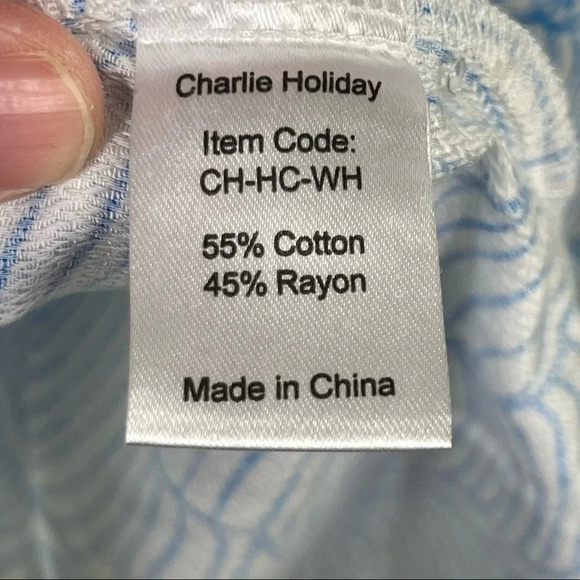 Charlie Holiday
Item Code:
CH-HC-WH
55% Cotton
45% Rayon
Made in China